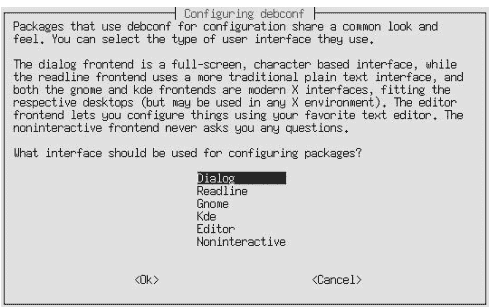 Configuring debconf
Packages that use debconf for configuration share a common look and
feel. You can select the type of user interface they use.
The dialog frontend is a full-screen, character based interface, while
the readline frontend uses a more traditional plain text interface, and
both the gnome and kde frontends are modern X interfaces, fitting the
respective desktops (but may be used in any X environment). The editor
frontend lets you configure things using your favorite text editor. The
noninteractive frontend never asks you any questions.
What interface should be used for configuring packages?
Dialog
Readline
Gnome
Kde
Editor
Noninteractive
<Ok> <Cancel>